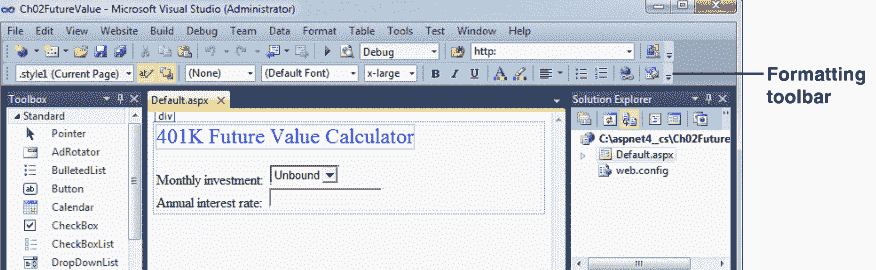 Ch02FutureValue - Microsoft Visual Studio (Administrator)
File Edit View Website Build Debug Team Data Format Table Tools Test Window Help
Debug http:
.style1 (Current Page) ab/ (None) (Default Font) x-large B I U A
Formatting
toolbar
Toolbox Default.aspx X Solution Explorer
Standard
div
Pointer 401K Future Value Calculator
AdRotator C:\aspnet4_cs\Ch02Future
BulletedList Default.aspx
Button Monthly investment: Unbound web.config
ab
Calendar Annual interest rate:
CheckBox
CheckBoxList
DropDownList